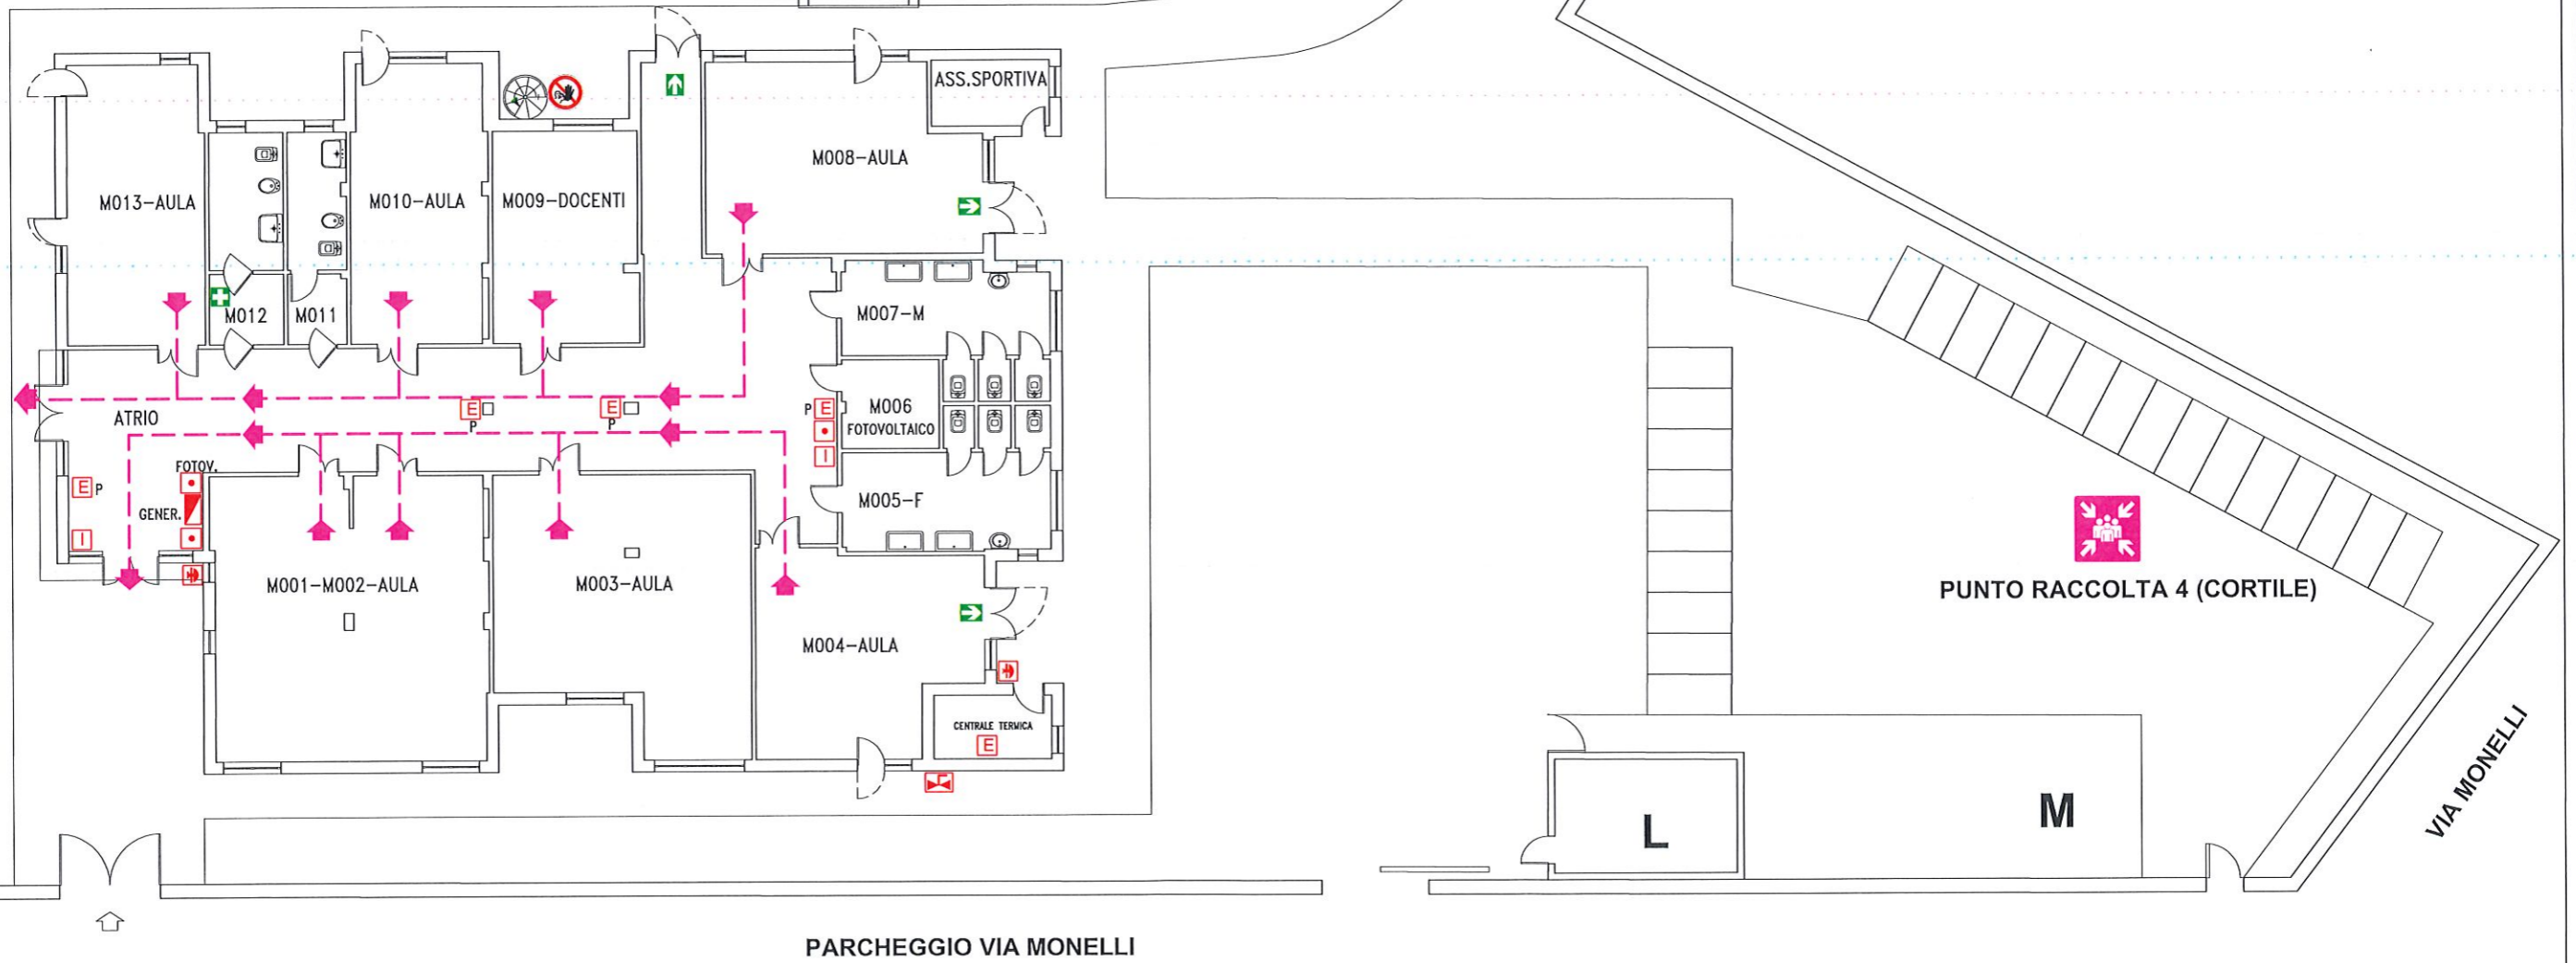 ASS.SPORTIVA
M008-AULA
M013-AULA
M010-AULA
M009-DOCENTI
M012
M011
M007-M
ATRIO
E
P
E
P
P E
I
M006
FOTOVOLTAICO
FOTOV.
E P
GENER.
I
M005-F
M001-M002-AULA
M003-AULA
M004-AULA
CENTRALE TERMICA
E
PUNTO RACCOLTA 4 (CORTILE)
VIA MONELLI
L
M
PARCHEGGIO VIA MONELLI